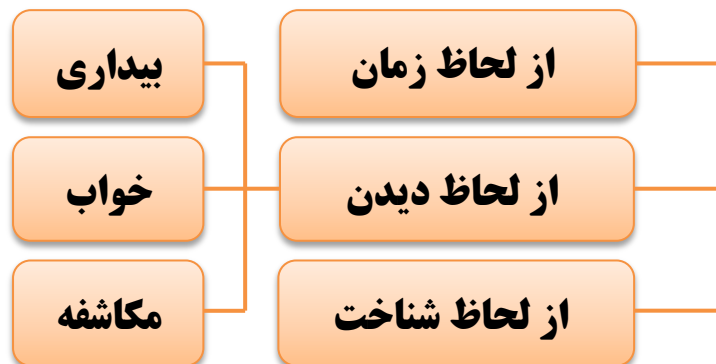 از لحاظ زمان
بیداری
از لحاظ دیدن
خواب
از لحاظ شناخت
مکاشفه